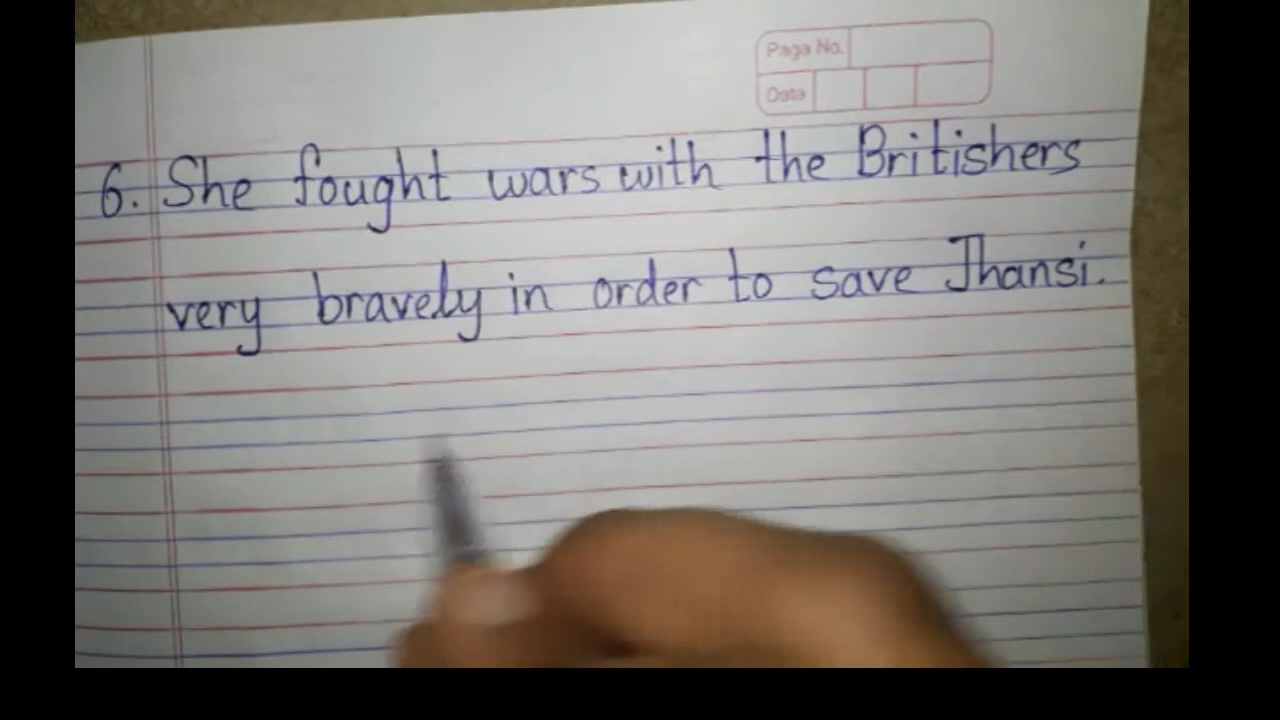 Page No.
Date
6. She fought wars with the Britishers
very bravely in order to save Jhansi.